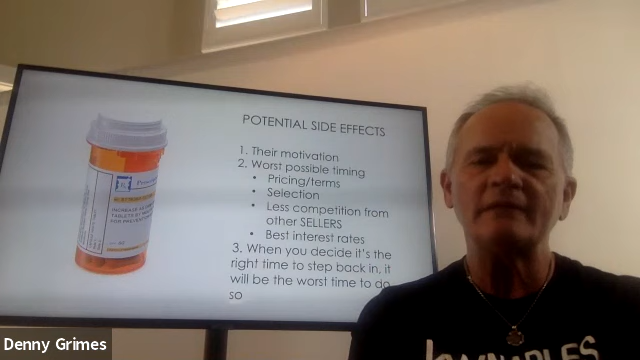 POTENTIAL SIDE EFFECTS
1. Their motivation
2. Worst possible timing
• Pricing/terms
• Selection
• Less competition from
other SELLERS
• Best interest rates
3. When you decide it's the
right time to step back in, it
will be the worst time to do
so
Denny Grimes